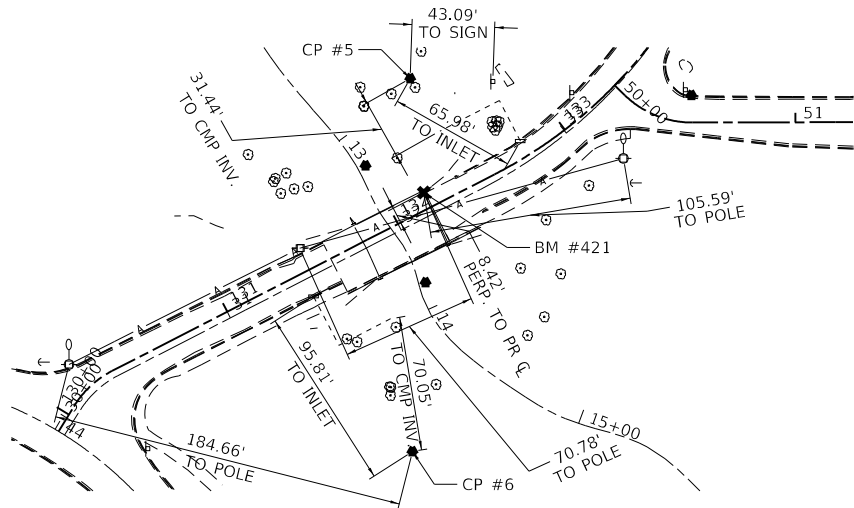 43.09'
TO SIGN
CP #5
31.44'
TO CMP INV.
65.98'
TO INLET
13
133
50+00
51
105.59'
TO POLE
BM #421
8.42'
PERP. TO PR ℄
14
15+00
95.81'
TO INLET
70.05'
TO CMP INV.
70.78'
TO POLE
184.66'
TO POLE
44
CP #6